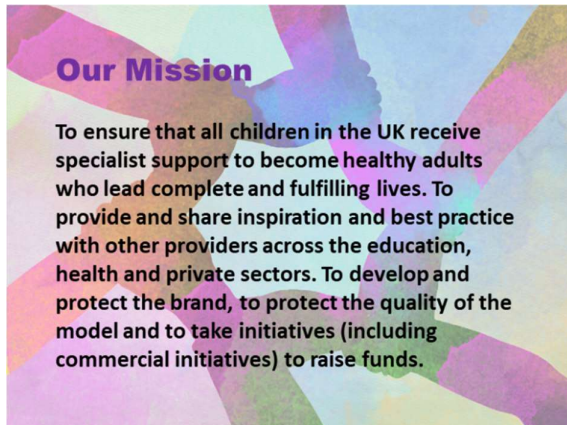 Our Mission
To ensure that all children in the UK receive
specialist support to become healthy adults
who lead complete and fulfilling lives. To
provide and share inspiration and best practice
with other providers across the education,
health and private sectors. To develop and
protect the brand, to protect the quality of the
model and to take initiatives (including
commercial initiatives) to raise funds.